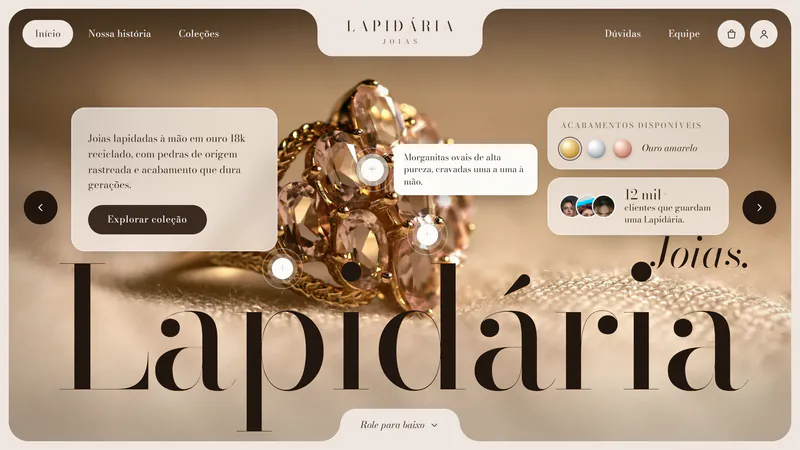 Início
Nossa história
Coleções
LAPIDÁRIA
JOIAS
Dúvidas
Equipe
Joias lapidadas à mão em ouro 18k
reciclado, com pedras de origem
rastreada e acabamento que dura
gerações.
Explorar coleção
Morganitas ovais de alta
pureza, cravadas uma a uma à
mão.
ACABAMENTOS DISPONÍVEIS
Ouro amarelo
12 mil+
clientes que guardam
uma Lapidária.
Joias.
Lapidária
Role para baixo